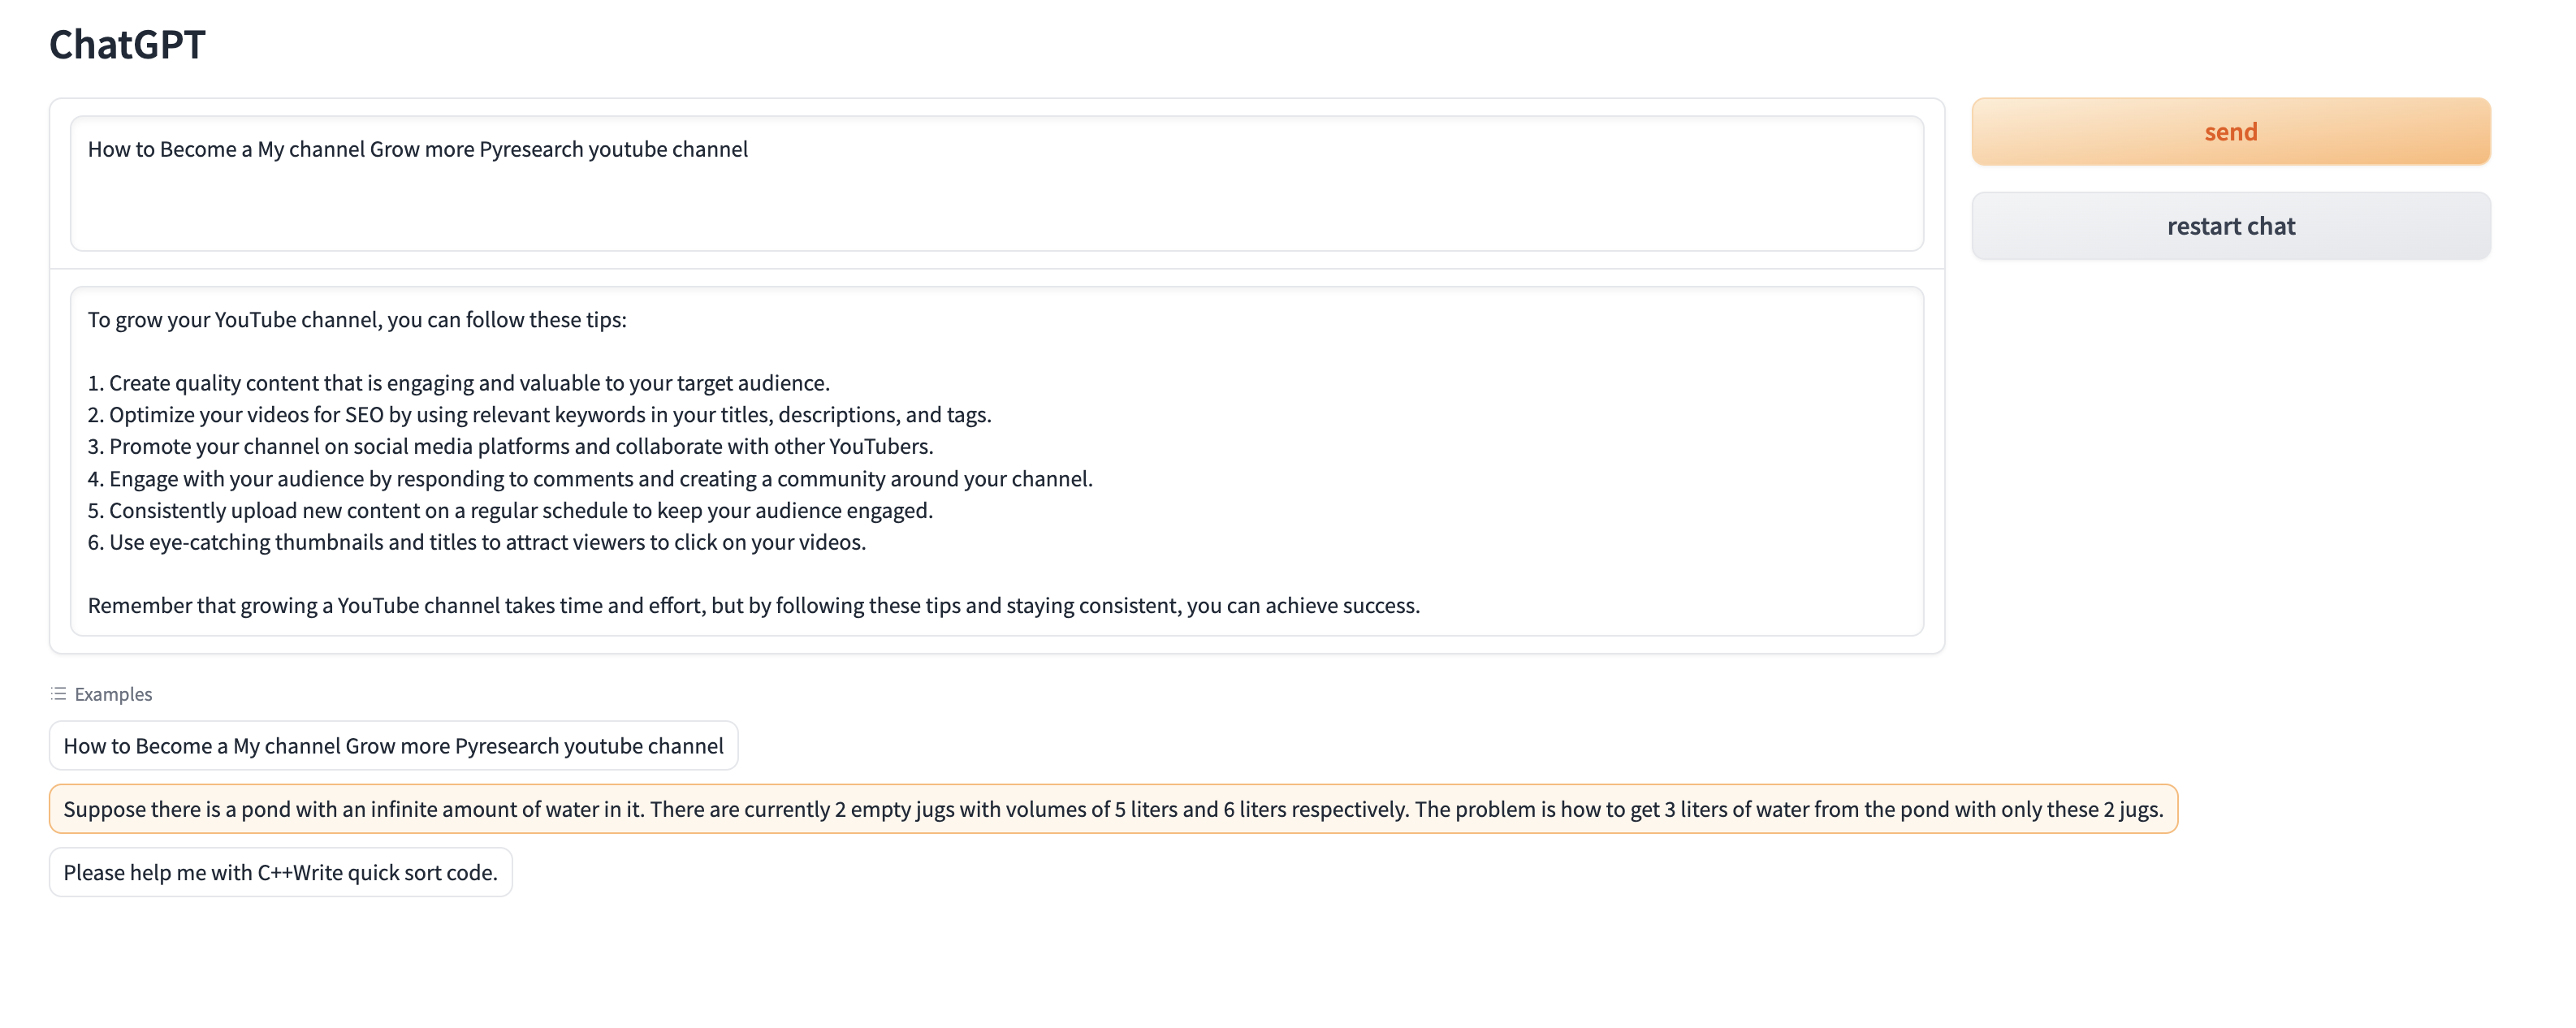 ChatGPT
How to Become a My channel Grow more Pyresearch youtube channel
send
restart chat
To grow your YouTube channel, you can follow these tips:
1. Create quality content that is engaging and valuable to your target audience.
2. Optimize your videos for SEO by using relevant keywords in your titles, descriptions, and tags.
3. Promote your channel on social media platforms and collaborate with other YouTubers.
4. Engage with your audience by responding to comments and creating a community around your channel.
5. Consistently upload new content on a regular schedule to keep your audience engaged.
6. Use eye-catching thumbnails and titles to attract viewers to click on your videos.
Remember that growing a YouTube channel takes time and effort, but by following these tips and staying consistent, you can achieve success.
Examples
How to Become a My channel Grow more Pyresearch youtube channel
Suppose there is a pond with an infinite amount of water in it. There are currently 2 empty jugs with volumes of 5 liters and 6 liters respectively. The problem is how to get 3 liters of water from the pond with only these 2 jugs.
Please help me with C++Write quick sort code.